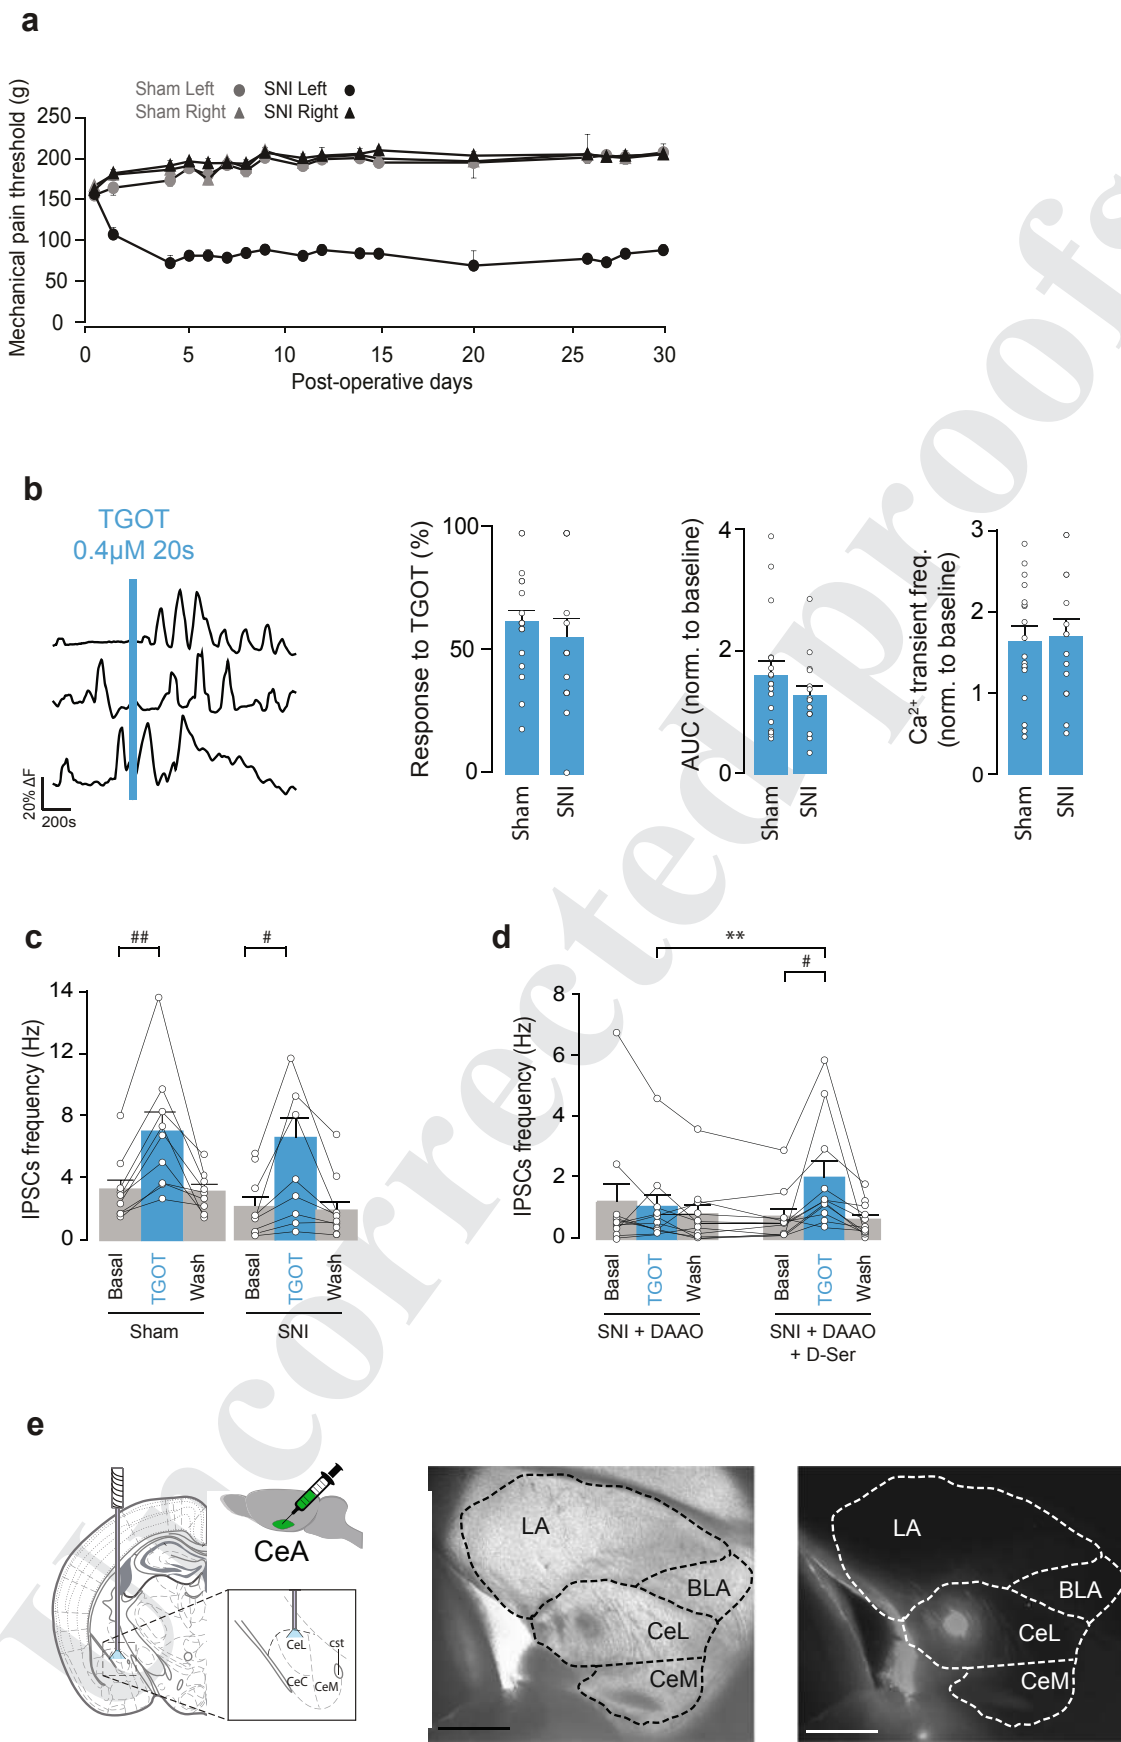 a
Sham Left
SNI Left
Sham Right
SNI Right
Mechanical pain threshold (g)
250
200
150
100
50
0
0 5 10 15 20 25 30
Post-operative days
b
TGOT
0.4µM 20s
20% ΔF
200s
Response to TGOT (%)
100
50
0
Sham
SNI
AUC (norm. to baseline)
4
2
0
Sham
SNI
Ca²⁺ transient freq.
(norm. to baseline)
3
2
1
0
Sham
SNI
c
##
#
IPSCs frequency (Hz)
14
12
8
4
0
Basal
TGOT
Wash
Basal
TGOT
Wash
Sham
SNI
d
**
#
IPSCs frequency (Hz)
8
6
4
2
0
Basal
TGOT
Wash
Basal
TGOT
Wash
SNI + DAAO
SNI + DAAO
+ D-Ser
e
CeA
CeL
cst
CeC
CeM
LA
BLA
CeL
CeM
LA
BLA
CeL
CeM
Uncorrected proofs